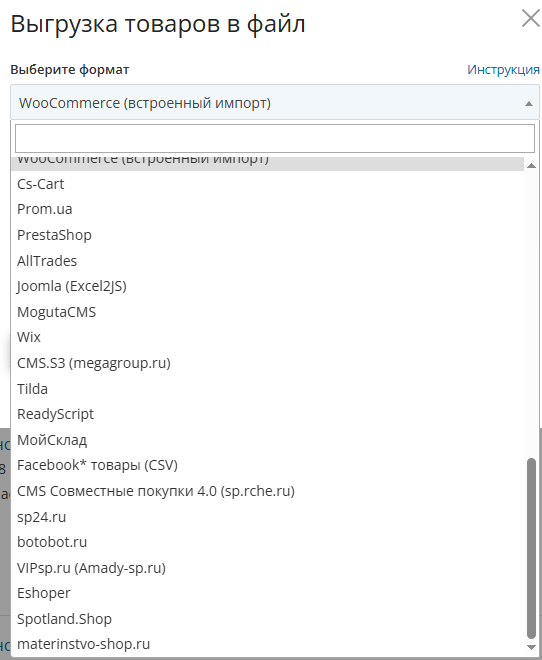 Выгрузка товаров в файл
Выберите формат
Инструкция
WooCommerce (встроенный импорт)
WooCommerce (встроенный импорт)
Cs-Cart
Prom.ua
PrestaShop
AllTrades
Joomla (Excel2JS)
MogutaCMS
Wix
CMS.S3 (megagroup.ru)
Tilda
ReadyScript
МойСклад
Facebook* товары (CSV)
CMS Совместные покупки 4.0 (sp.rche.ru)
sp24.ru
botobot.ru
VIPsp.ru (Amady-sp.ru)
Eshoper
Spotland.Shop
materinstvo-shop.ru